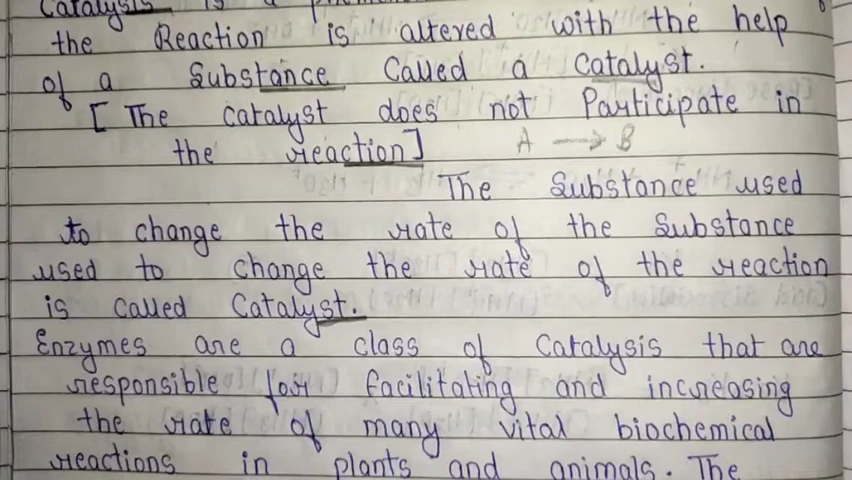 Catalysis is a
the Reaction is altered with the help
of a Substance Called a Catalyst.
[ The Catalyst does not Participate in
the reaction] A → B
The Substance used
to change the rate of the Substance
used to change the rate of the reaction
is called Catalyst.
Enzymes are a class of Catalysis that are
responsible for facilitating and increasing
the rate of many vital biochemical
reactions in plants and animals. The